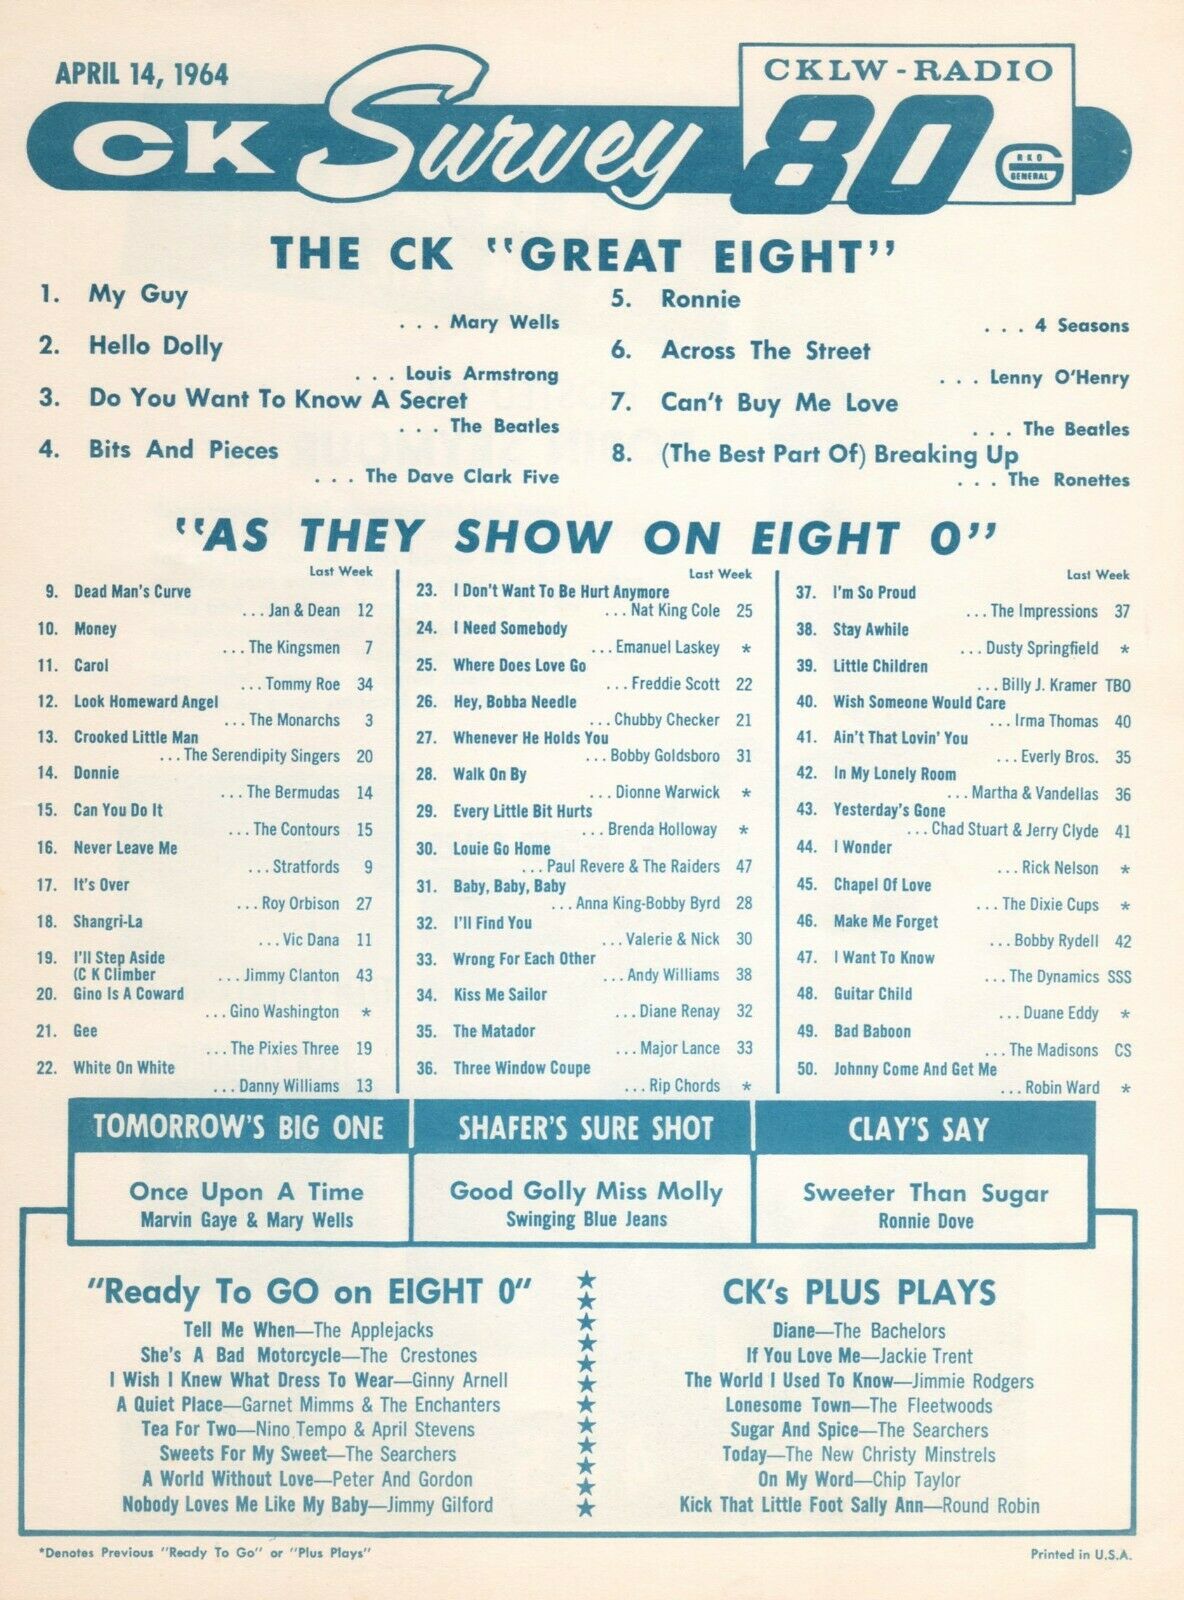 APRIL 14, 1964
CK Survey
CKLW-RADIO
80
RKO
GENERAL
THE CK "GREAT EIGHT"
1. My Guy
. . . Mary Wells
2. Hello Dolly
. . . Louis Armstrong
3. Do You Want To Know A Secret
. . . The Beatles
4. Bits And Pieces
. . . The Dave Clark Five
5. Ronnie
. . . 4 Seasons
6. Across The Street
. . . Lenny O'Henry
7. Can't Buy Me Love
. . . The Beatles
8. (The Best Part Of) Breaking Up
. . . The Ronettes
"AS THEY SHOW ON EIGHT 0"
Last Week
9. Dead Man's Curve
...Jan & Dean 12
10. Money
...The Kingsmen 7
11. Carol
...Tommy Roe 34
12. Look Homeward Angel
...The Monarchs 3
13. Crooked Little Man
...The Serendipity Singers 20
14. Donnie
...The Bermudas 14
15. Can You Do It
...The Contours 15
16. Never Leave Me
...Stratfords 9
17. It's Over
...Roy Orbison 27
18. Shangri-La
...Vic Dana 11
19. I'll Step Aside
(C K Climber ...Jimmy Clanton 43
20. Gino Is A Coward
...Gino Washington *
21. Gee
...The Pixies Three 19
22. White On White
...Danny Williams 13
Last Week
23. I Don't Want To Be Hurt Anymore
...Nat King Cole 25
24. I Need Somebody
...Emanuel Laskey *
25. Where Does Love Go
...Freddie Scott 22
26. Hey, Bobba Needle
...Chubby Checker 21
27. Whenever He Holds You
...Bobby Goldsboro 31
28. Walk On By
...Dionne Warwick *
29. Every Little Bit Hurts
...Brenda Holloway *
30. Louie Go Home
...Paul Revere & The Raiders 47
31. Baby, Baby, Baby
...Anna King-Bobby Byrd 28
32. I'll Find You
...Valerie & Nick 30
33. Wrong For Each Other
...Andy Williams 38
34. Kiss Me Sailor
...Diane Renay 32
35. The Matador
...Major Lance 33
36. Three Window Coupe
...Rip Chords *
Last Week
37. I'm So Proud
...The Impressions 37
38. Stay Awhile
...Dusty Springfield *
39. Little Children
...Billy J. Kramer TBO
40. Wish Someone Would Care
...Irma Thomas 40
41. Ain't That Lovin' You
...Everly Bros. 35
42. In My Lonely Room
...Martha & Vandellas 36
43. Yesterday's Gone
...Chad Stuart & Jerry Clyde 41
44. I Wonder
...Rick Nelson *
45. Chapel Of Love
...The Dixie Cups *
46. Make Me Forget
...Bobby Rydell 42
47. I Want To Know
...The Dynamics SSS
48. Guitar Child
...Duane Eddy *
49. Bad Baboon
...The Madisons CS
50. Johnny Come And Get Me
...Robin Ward *
TOMORROW'S BIG ONE
Once Upon A Time
Marvin Gaye & Mary Wells
SHAFER'S SURE SHOT
Good Golly Miss Molly
Swinging Blue Jeans
CLAY'S SAY
Sweeter Than Sugar
Ronnie Dove
"Ready To GO on EIGHT 0"
Tell Me When—The Applejacks
She's A Bad Motorcycle—The Crestones
I Wish I Knew What Dress To Wear—Ginny Arnell
A Quiet Place—Garnet Mimms & The Enchanters
Tea For Two—Nino Tempo & April Stevens
Sweets For My Sweet—The Searchers
A World Without Love—Peter And Gordon
Nobody Loves Me Like My Baby—Jimmy Gilford
CK's PLUS PLAYS
Diane—The Bachelors
If You Love Me—Jackie Trent
The World I Used To Know—Jimmie Rodgers
Lonesome Town—The Fleetwoods
Sugar And Spice—The Searchers
Today—The New Christy Minstrels
On My Word—Chip Taylor
Kick That Little Foot Sally Ann—Round Robin
*Denotes Previous "Ready To Go" or "Plus Plays"
Printed in U.S.A.